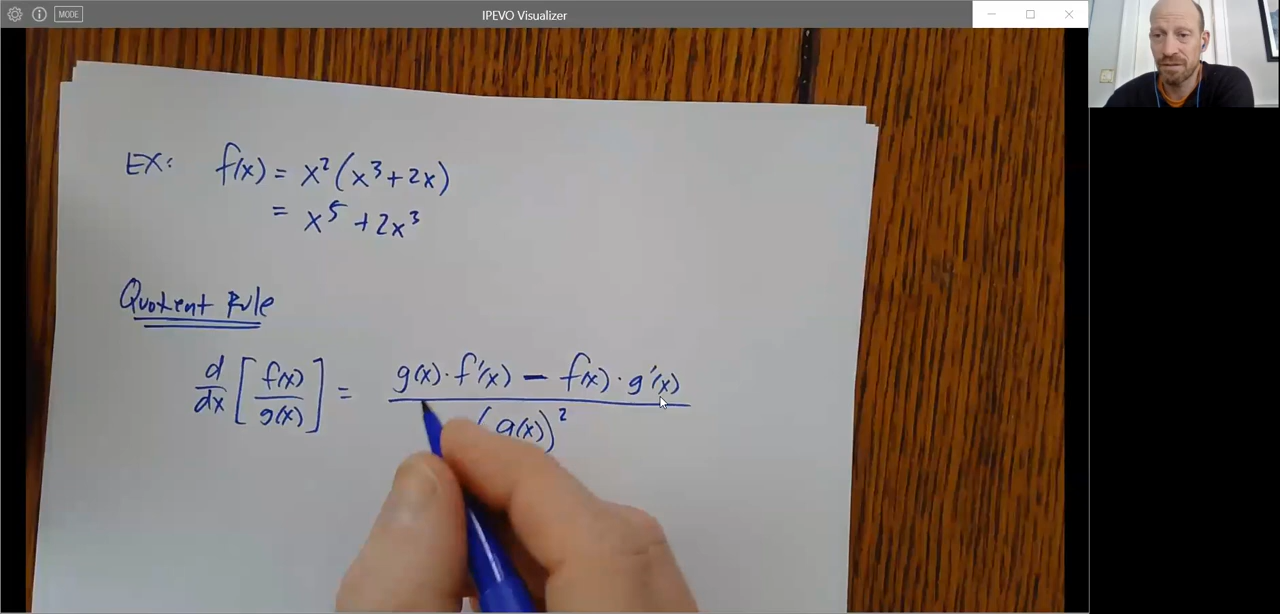 MODE
IPEVO Visualizer
EX: f(x) = x²(x³+2x)
= x⁵ + 2x³
Quotient Rule
d/dx [f(x)/g(x)] = g(x)·f'(x) − f(x)·g'(x) / (g(x))²